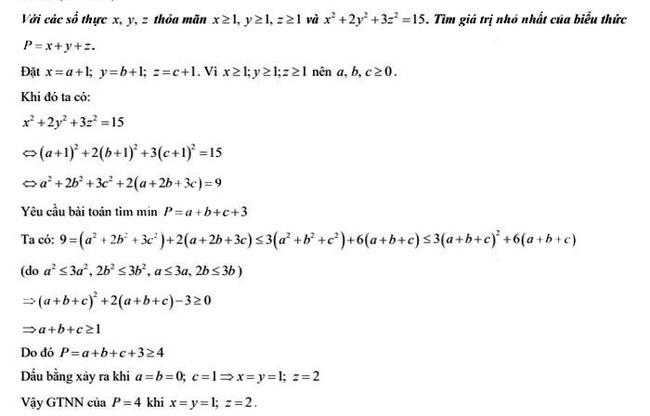 Với các số thực x, y, z thỏa mãn x ≥ 1, y ≥ 1, z ≥ 1 và x² + 2y² + 3z² = 15. Tìm giá trị nhỏ nhất của biểu thức
P = x + y + z.
Đặt x = a + 1; y = b + 1; z = c + 1. Vì x ≥ 1; y ≥ 1; z ≥ 1 nên a, b, c ≥ 0.
Khi đó ta có:
x² + 2y² + 3z² = 15
⇔ (a + 1)² + 2(b + 1)² + 3(c + 1)² = 15
⇔ a² + 2b² + 3c² + 2(a + 2b + 3c) = 9
Yêu cầu bài toán tìm min P = a + b + c + 3
Ta có: 9 = (a² + 2b² + 3c²) + 2(a + 2b + 3c) ≤ 3(a² + b² + c²) + 6(a + b + c) ≤ 3(a + b + c)² + 6(a + b + c)
(do a² ≤ 3a², 2b² ≤ 3b², a ≤ 3a, 2b ≤ 3b)
⇒ (a + b + c)² + 2(a + b + c) − 3 ≥ 0
⇒ a + b + c ≥ 1
Do đó P = a + b + c + 3 ≥ 4
Dấu bằng xảy ra khi a = b = 0; c = 1 ⇒ x = y = 1; z = 2
Vậy GTNN của P = 4 khi x = y = 1; z = 2.